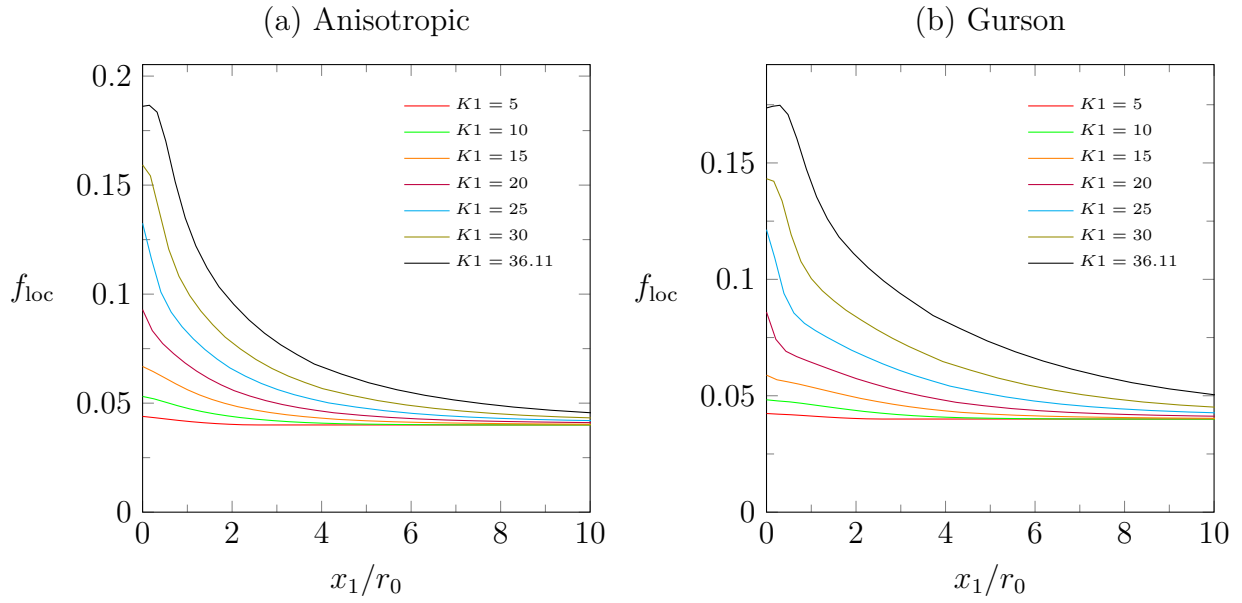 (a) Anisotropic
0.2
0.15
0.1
0.05
0
f_loc
K1 = 5
K1 = 10
K1 = 15
K1 = 20
K1 = 25
K1 = 30
K1 = 36.11
0 2 4 6 8 10
x_1/r_0
(b) Gurson
0.15
0.1
0.05
0
f_loc
K1 = 5
K1 = 10
K1 = 15
K1 = 20
K1 = 25
K1 = 30
K1 = 36.11
0 2 4 6 8 10
x_1/r_0